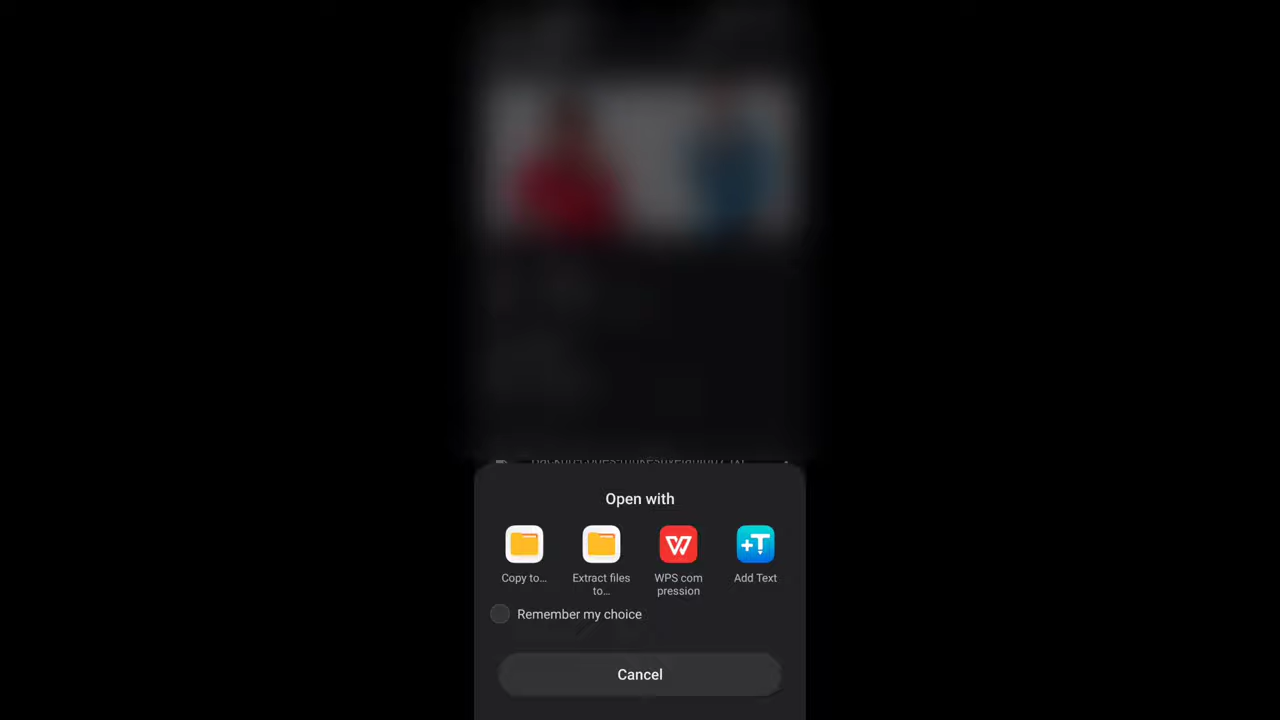 Open with
Copy to...
Extract files
to...
WPS com
pression
Add Text
Remember my choice
Cancel